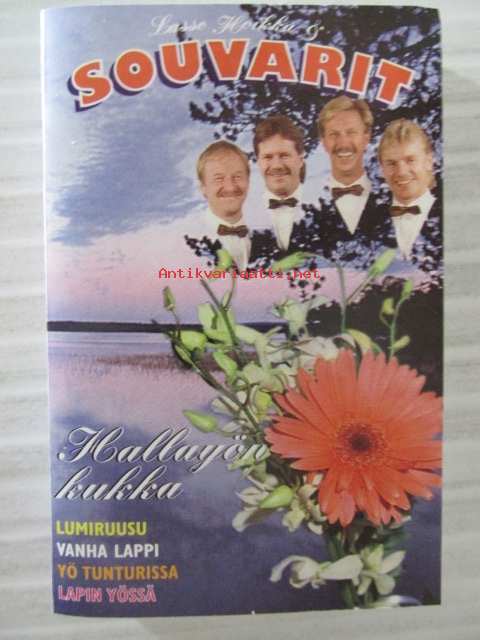 Lasse Hoikka &
SOUVARIT
Antikvariaatti.net
Hallayön
kukka
LUMIRUUSU
VANHA LAPPI
YÖ TUNTURISSA
LAPIN YÖSSÄ